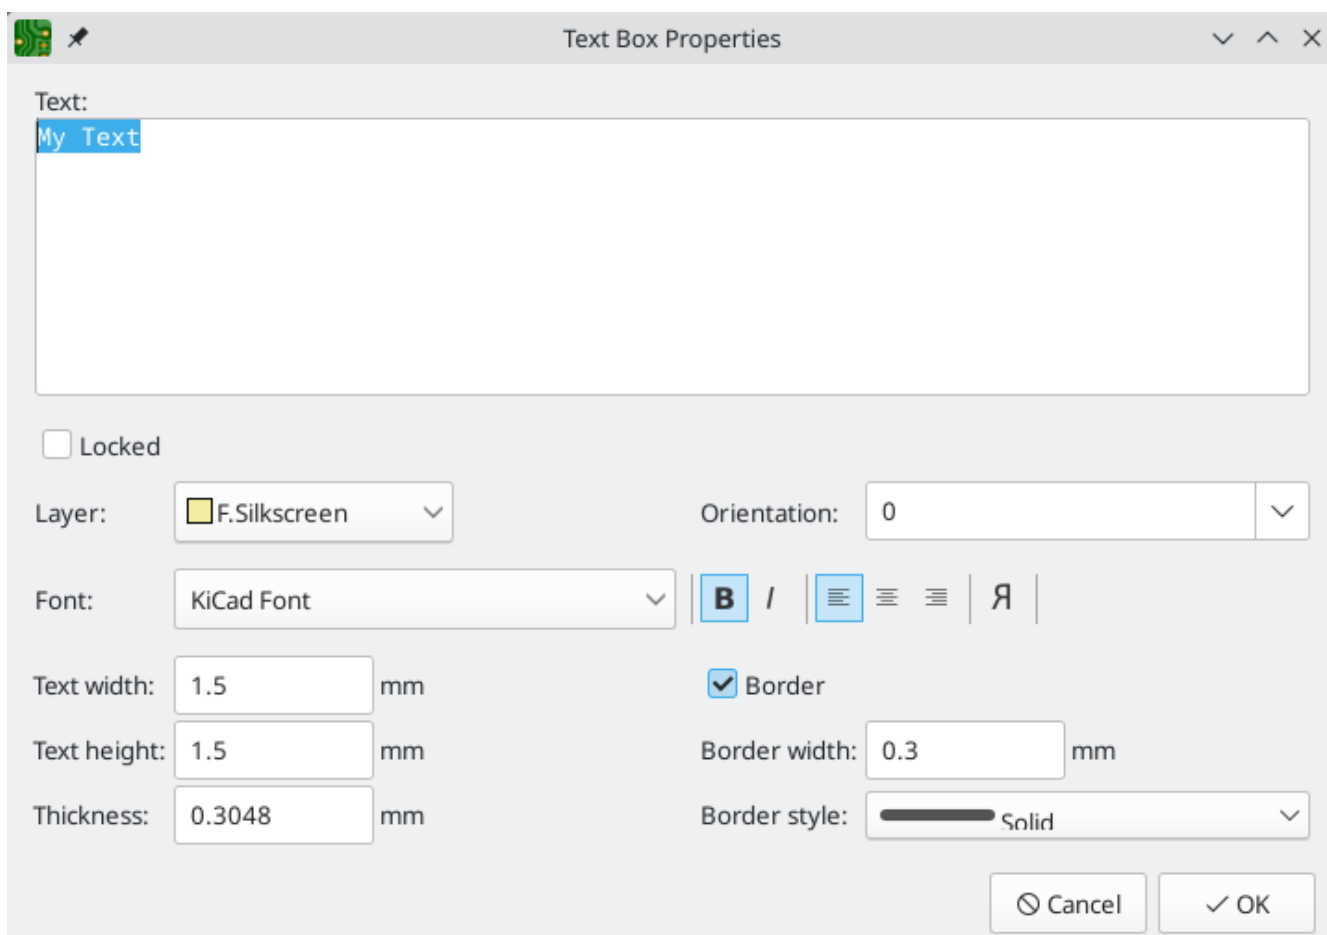 Text Box Properties
Text:
My Text
Locked
Layer: F.Silkscreen Orientation: 0
Font: KiCad Font B I Я
Text width: 1.5 mm Border
Text height: 1.5 mm Border width: 0.3 mm
Thickness: 0.3048 mm Border style: Solid
Cancel OK